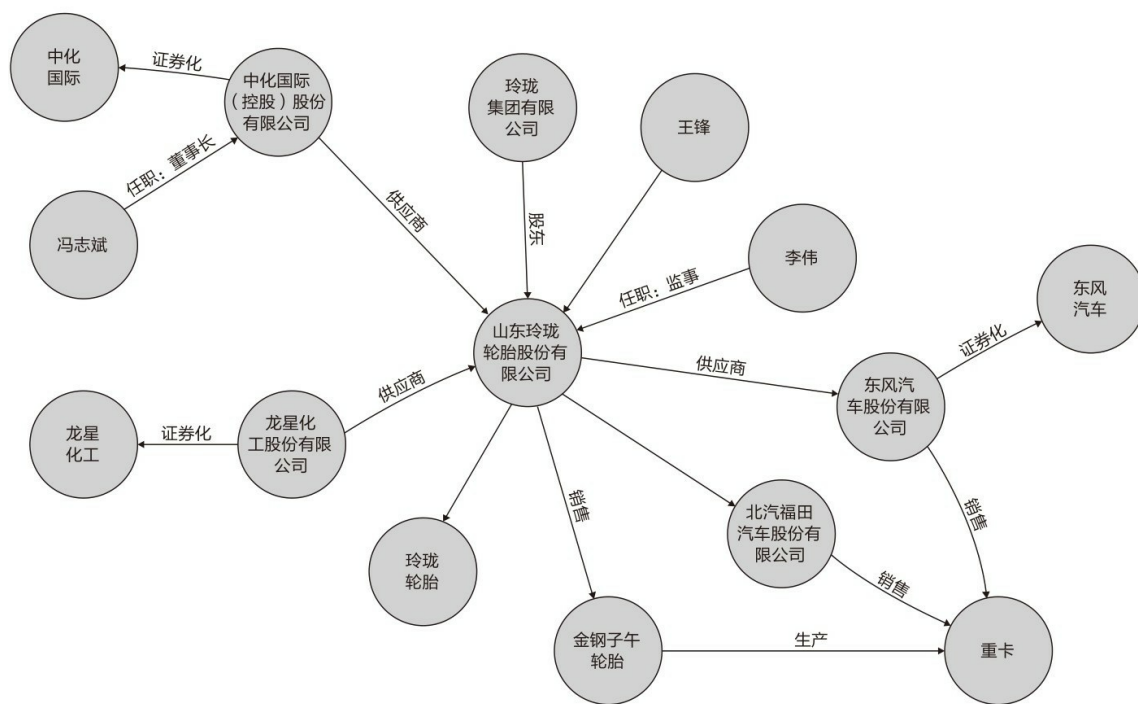 中化
国际
证券化
中化国际
（控股）股份
有限公司
玲珑
集团有限
公司
王锋
任职：董事长
冯志斌
供应商
股东
李伟
任职：监事
东风
汽车
山东玲珑
轮胎股份有
限公司
供应商
证券化
东风汽
车股份有限
公司
龙星
化工
证券化
龙星化
工股份有限
公司
供应商
销售
北汽福田
汽车股份有
限公司
销售
玲珑
轮胎
销售
金钢子午
轮胎
生产
重卡